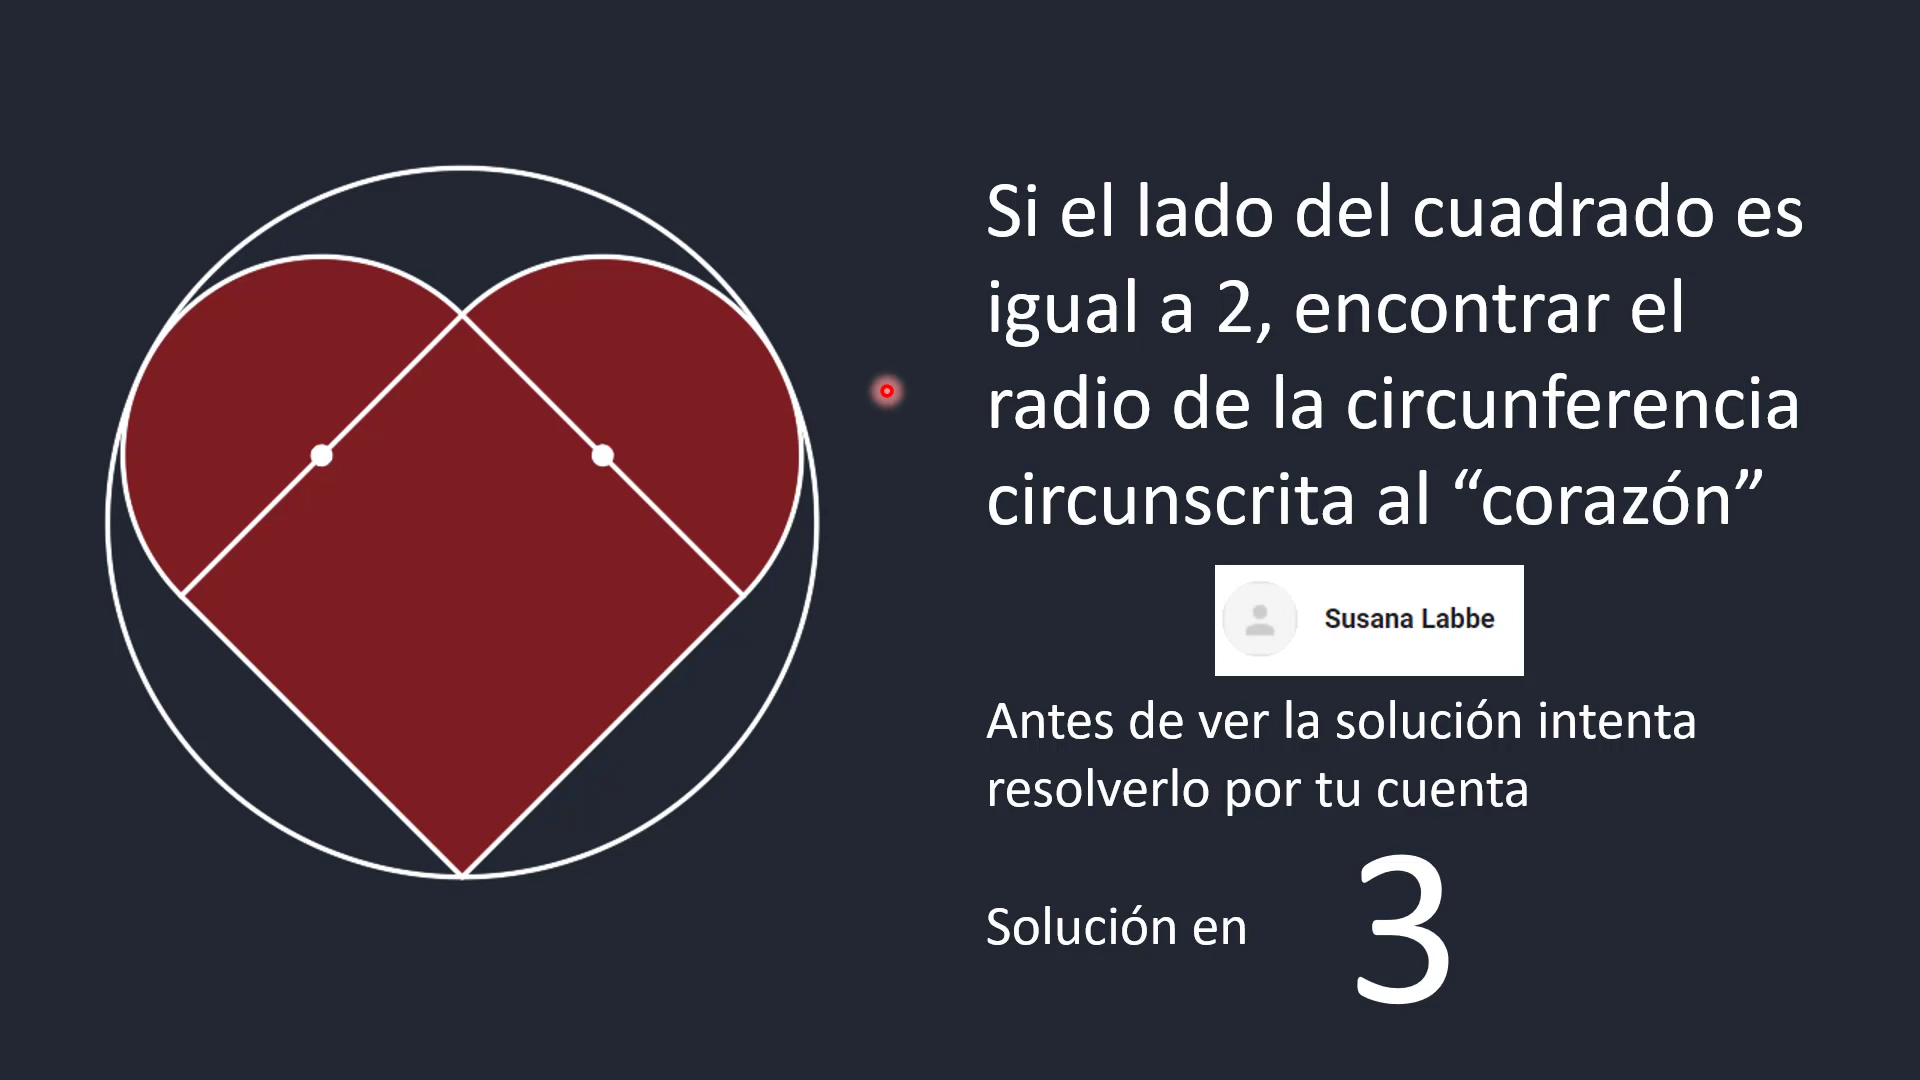 Si el lado del cuadrado es
igual a 2, encontrar el
radio de la circunferencia
circunscrita al “corazón”
Susana Labbe
Antes de ver la solución intenta
resolverlo por tu cuenta
Solución en 3